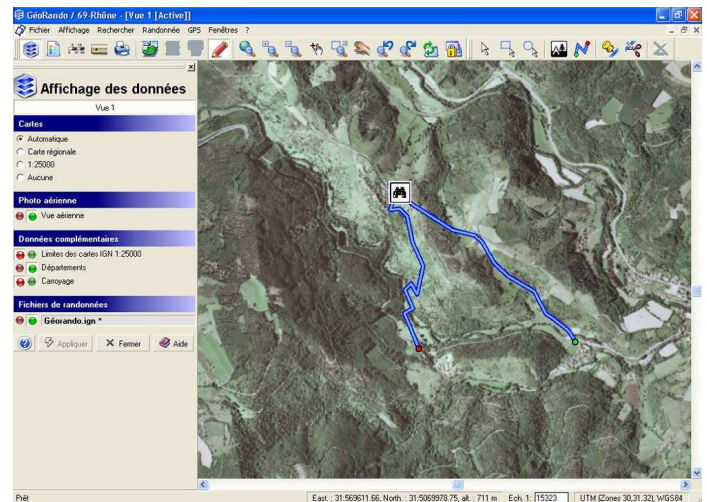 GéoRando / 69-Rhône - [Vue 1 [Active]]
Fichier Affichage Rechercher Randonnée GPS Fenêtres ?
Affichage des données
Vue 1
Cartes
Automatique
Carte régionale
1:25000
Aucune
Photo aérienne
Vue aérienne
Données complémentaires
Limites des cartes IGN 1:25000
Départements
Carroyage
Fichiers de randonnées
Géorando.ign *
Appliquer Fermer Aide
Prêt East. : 31:569611.66, North. : 31:5069978.75, alt. : 711 m Ech. 1: 15323 UTM (Zones 30,31,32), WGS84